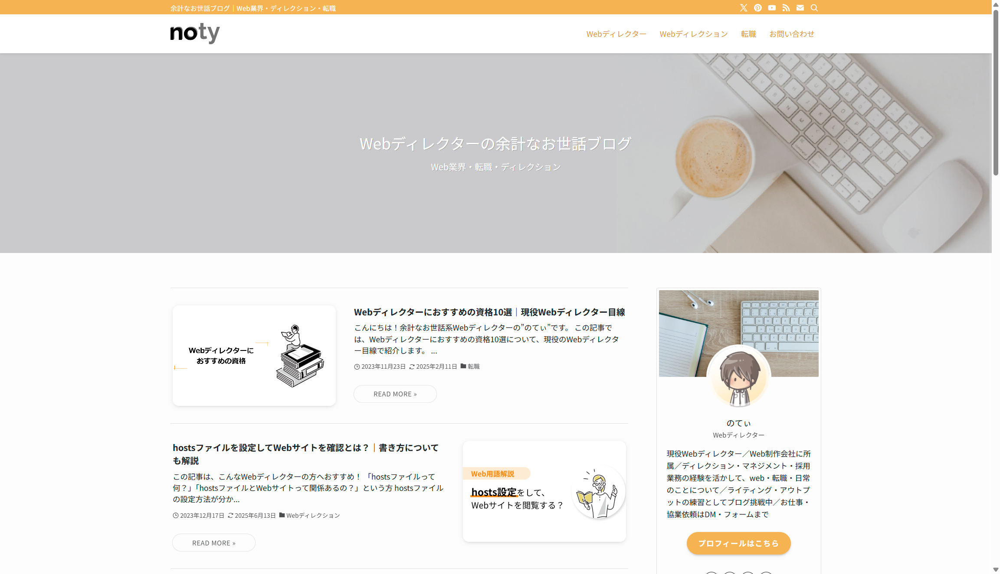 余計なお世話ブログ｜Web業界・ディレクション・転職
noty
Webディレクター
Webディレクション
転職
お問い合わせ
Webディレクターの余計なお世話ブログ
Web業界・転職・ディレクション
Webディレクターに
おすすめの資格
Webディレクターにおすすめの資格10選｜現役Webディレクター目線
こんにちは！余計なお世話系Webディレクターの”のてぃ”です。 この記事で
は、Webディレクターにおすすめの資格10選について、現役のWebディレクタ
ー目線で紹介します。 ...
2023年11月23日 2025年2月11日 転職
READ MORE »
hostsファイルを設定してWebサイトを確認とは？｜書き方について
も解説
この記事は、こんなWebディレクターの方へおすすめ！ 「hostsファイルって
何？」「hostsファイルとWebサイトって関係あるの？」という方 hostsファイル
の設定方法が分か...
2023年12月17日 2025年6月13日 Webディレクション
READ MORE »
Web用語解説
hosts設定をして、
Webサイトを閲覧する？
のてぃ
Webディレクター
現役Webディレクター／Web制作会社に所
属／ディレクション・マネジメント・採用
業務の経験を活かして、web・転職・日常
のことについて／ライティング・アウトプ
ットの練習としてブログ挑戦中／お仕事・
協業依頼はDM・フォームまで
プロフィールはこちら